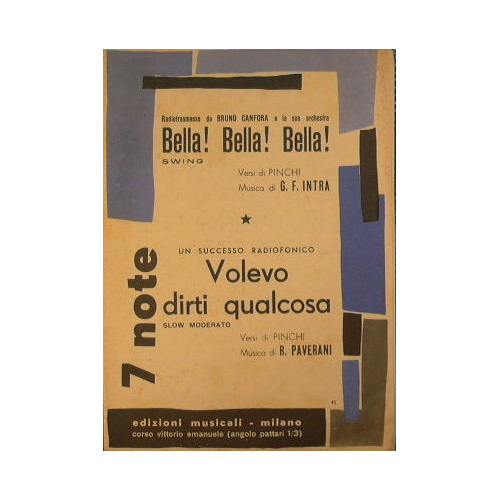 Radiotrasmesso da BRUNO CANFORA e la sua orchestra
Bella! Bella! Bella!
SWING
Versi di PINCHI
Musica di G. F. INTRA
UN SUCCESSO RADIOFONICO
Volevo
dirti qualcosa
SLOW MODERATO
Versi di PINCHI
Musica di R. PAVERANI
7 note
edizioni musicali - milano
corso vittorio emanuele (angolo pattari 1/3)